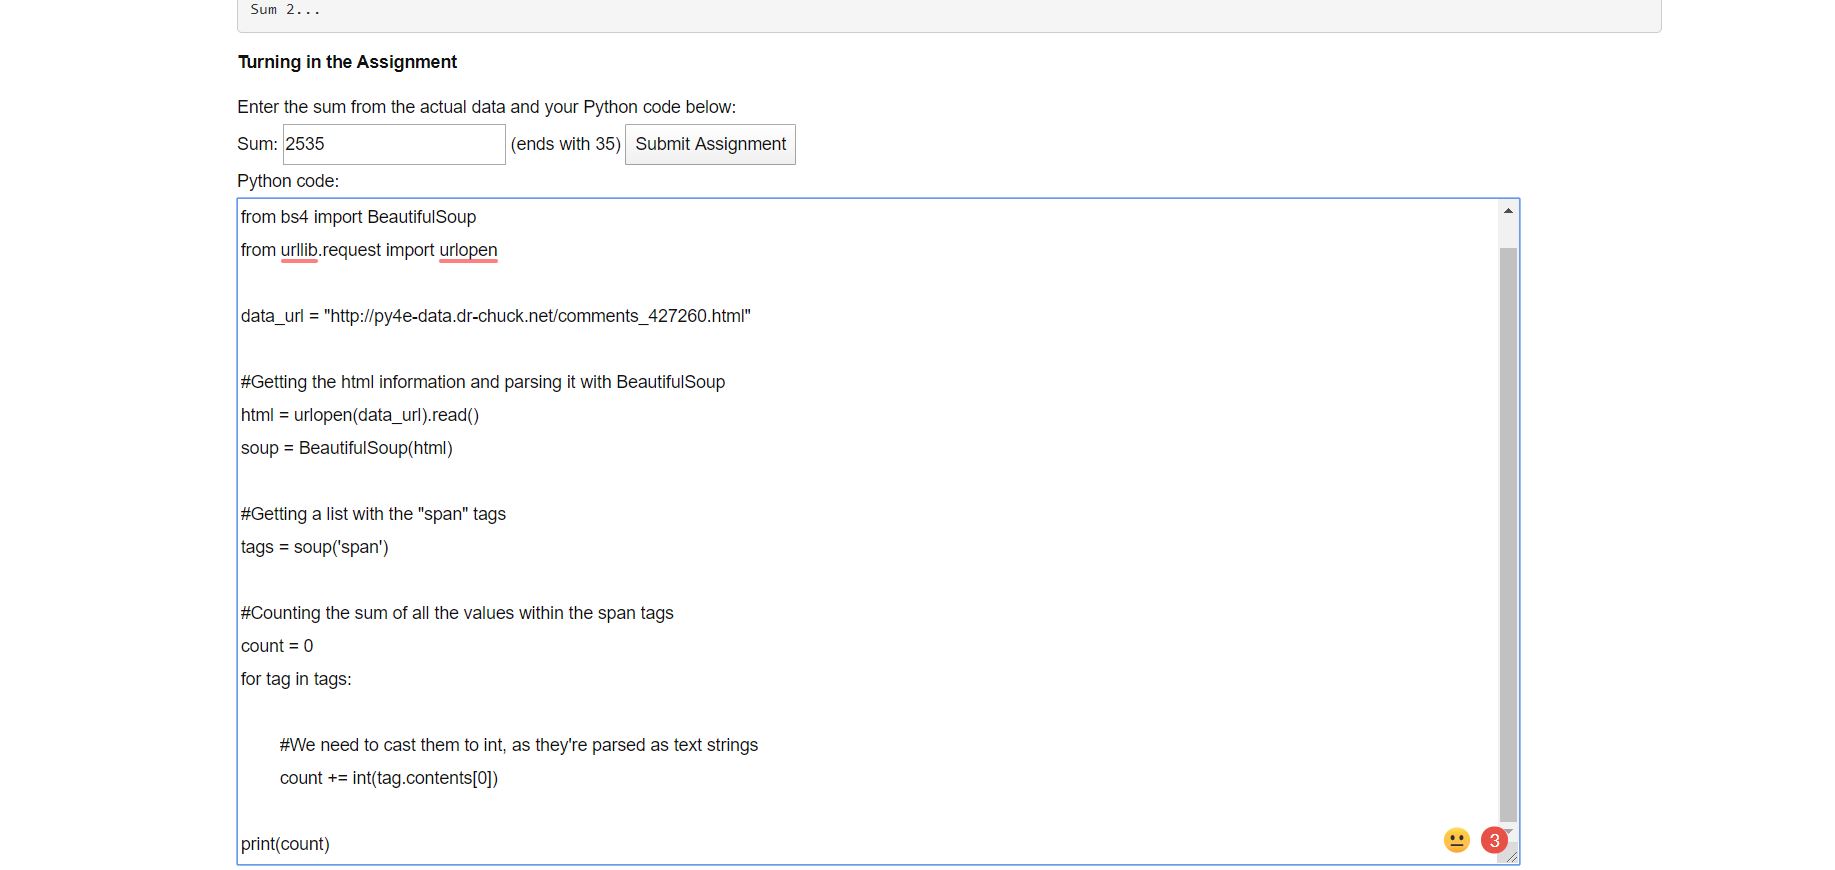 Sum 2...
Turning in the Assignment
Enter the sum from the actual data and your Python code below:
Sum: 2535 (ends with 35) Submit Assignment
Python code:
from bs4 import BeautifulSoup
from urllib.request import urlopen
data_url = "http://py4e-data.dr-chuck.net/comments_427260.html"
#Getting the html information and parsing it with BeautifulSoup
html = urlopen(data_url).read()
soup = BeautifulSoup(html)
#Getting a list with the "span" tags
tags = soup('span')
#Counting the sum of all the values within the span tags
count = 0
for tag in tags:
#We need to cast them to int, as they're parsed as text strings
count += int(tag.contents[0])
print(count)
3